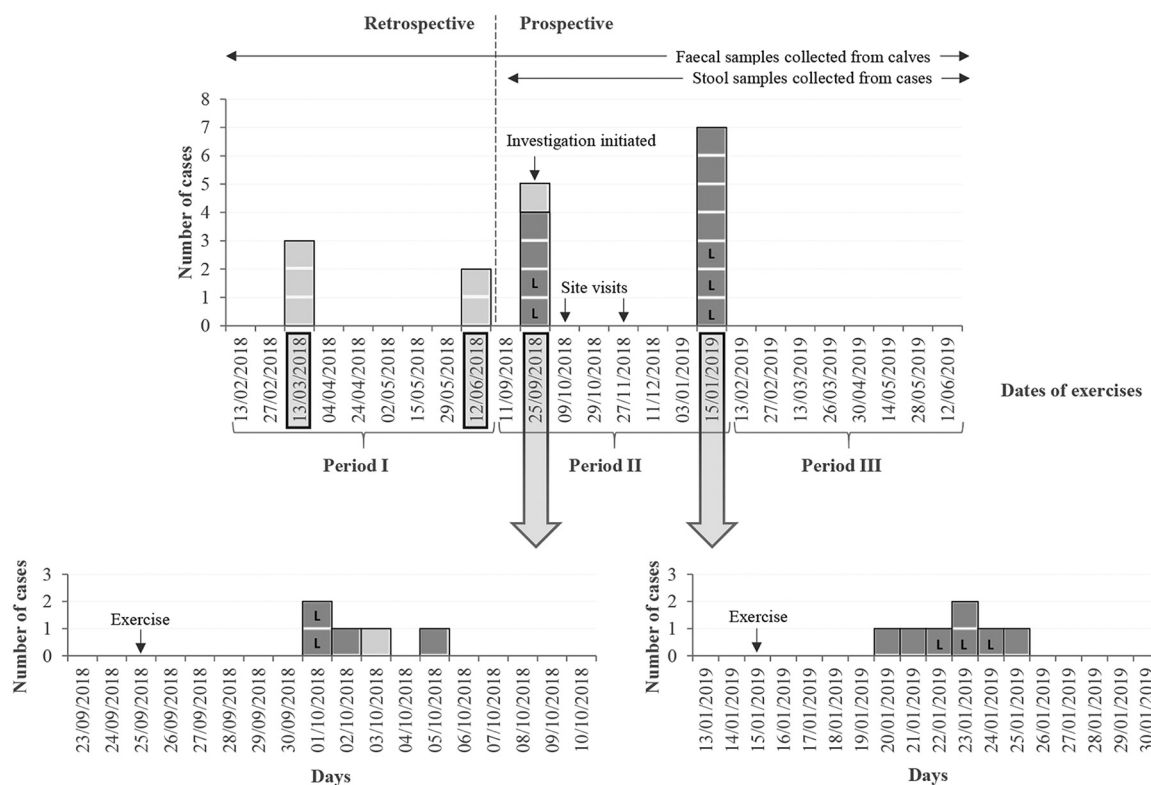 Retrospective Prospective
Faecal samples collected from calves
Stool samples collected from cases
Number of cases
8
7
6
5
4
3
2
1
0
Investigation initiated
Site visits
L
L
L
L
L
13/02/2018 27/02/2018 13/03/2018 04/04/2018 24/04/2018 02/05/2018 15/05/2018 29/05/2018 12/06/2018 11/09/2018 25/09/2018 09/10/2018 29/10/2018 27/11/2018 11/12/2018 03/01/2019 15/01/2019 13/02/2019 27/02/2019 13/03/2019 26/03/2019 30/04/2019 14/05/2019 28/05/2019 12/06/2019
Dates of exercises
Period I Period II Period III
Number of cases
3
2
1
0
Exercise
L
L
23/09/2018 24/09/2018 25/09/2018 26/09/2018 27/09/2018 28/09/2018 29/09/2018 30/09/2018 01/10/2018 02/10/2018 03/10/2018 04/10/2018 05/10/2018 06/10/2018 07/10/2018 08/10/2018 09/10/2018 10/10/2018
Days
Number of cases
3
2
1
0
Exercise
L L L
13/01/2019 14/01/2019 15/01/2019 16/01/2019 17/01/2019 18/01/2019 19/01/2019 20/01/2019 21/01/2019 22/01/2019 23/01/2019 24/01/2019 25/01/2019 26/01/2019 27/01/2019 28/01/2019 29/01/2019 30/01/2019
Days